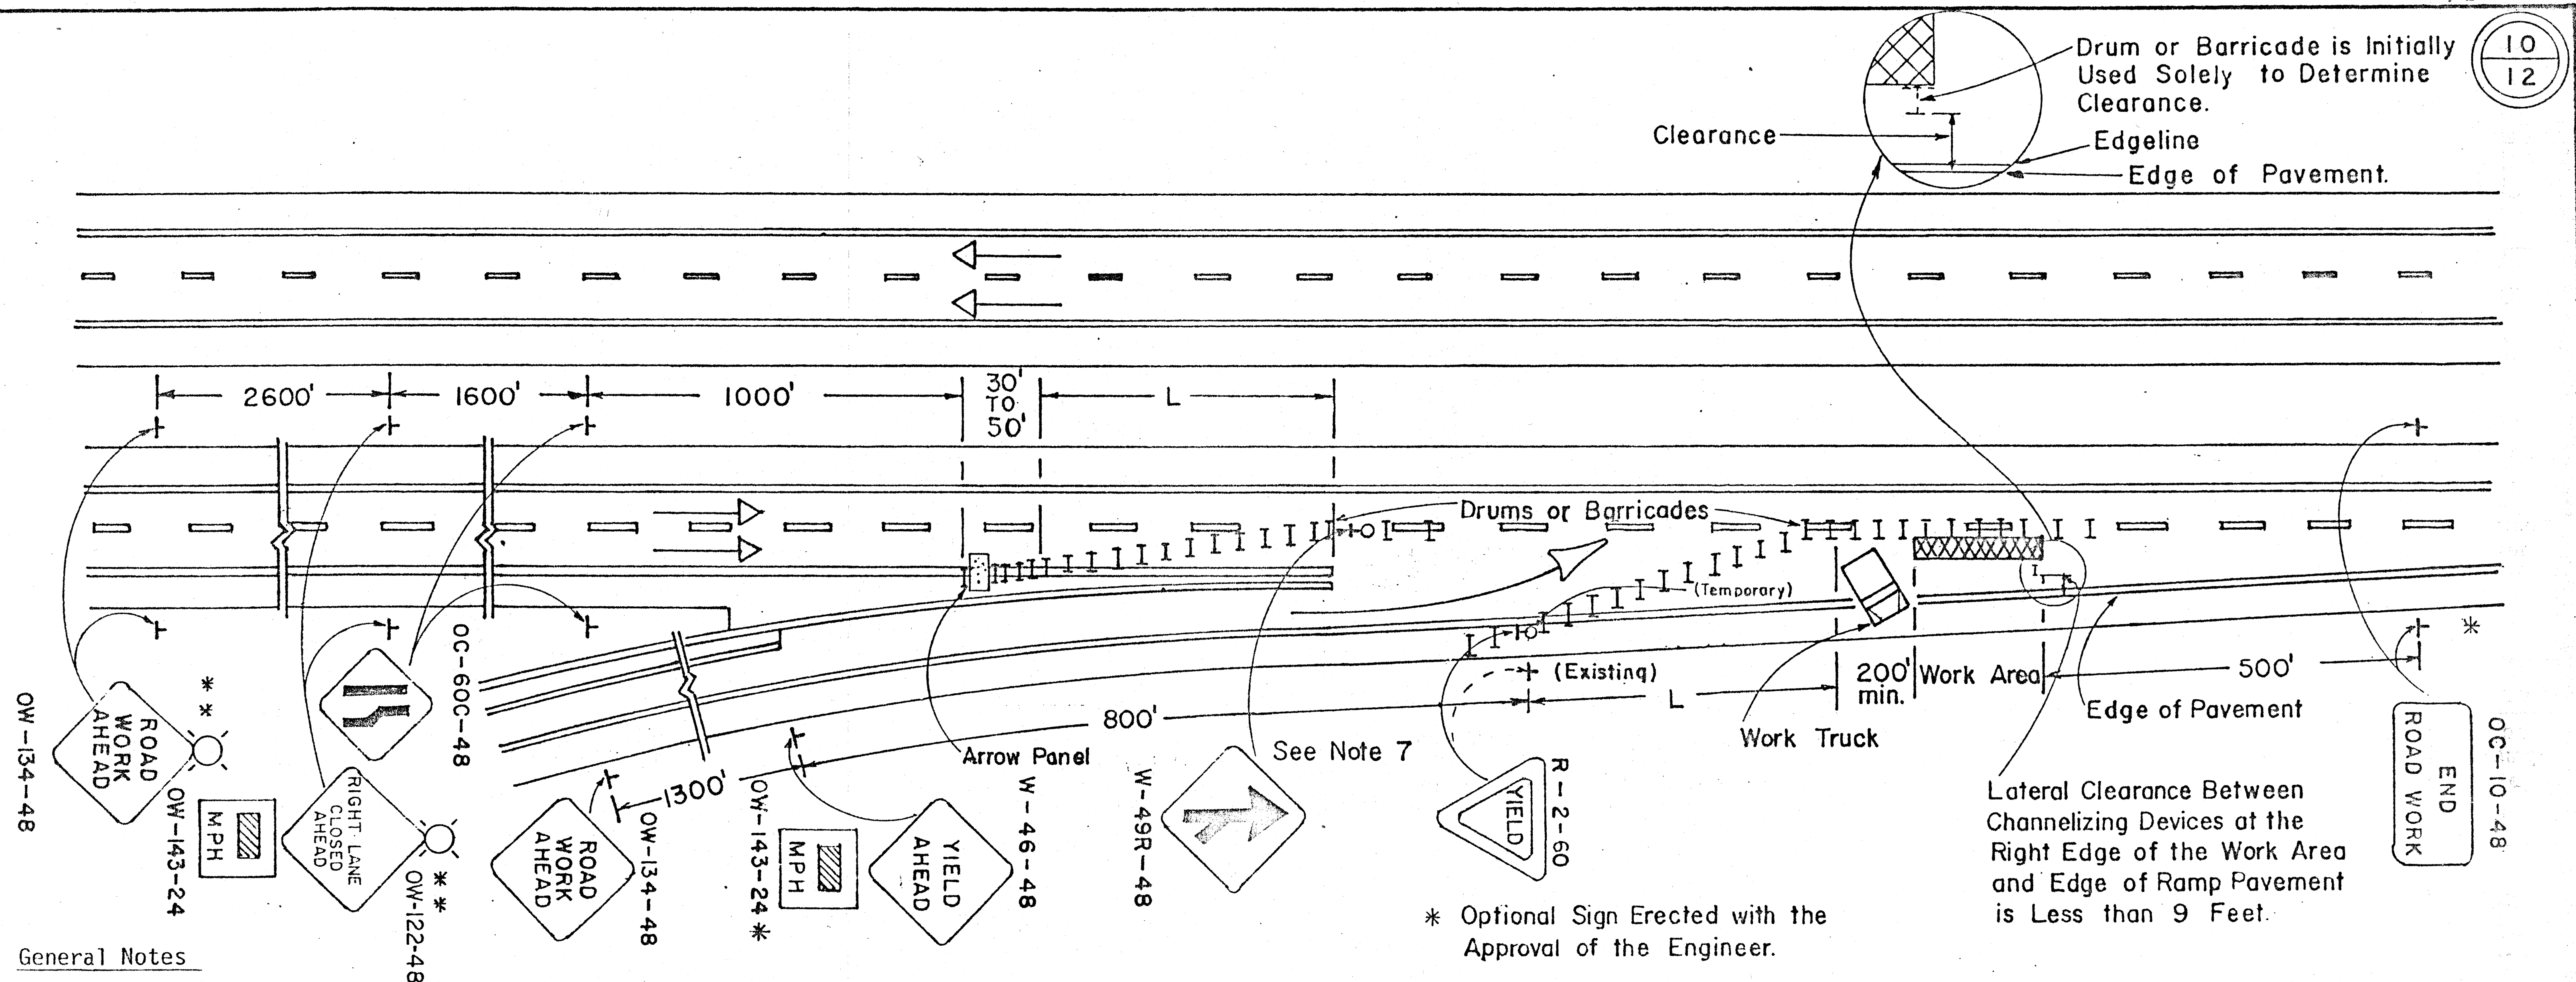 Drum or Barricade is Initially
Used Solely to Determine
Clearance.
10
12
Clearance
Edgeline
Edge of Pavement.
2600'
1600'
1000'
30'
TO
50'
L
Drums or Barricades
(Temporary)
(Existing)
L
200'
min.
Work Area
500'
800'
1300'
Edge of Pavement
Work Truck
Arrow Panel
See Note 7
OW-134-48
ROAD
WORK
AHEAD
**
OW-143-24
MPH
RIGHT LANE
CLOSED
AHEAD
**
OW-122-48
OC-60C-48
ROAD
WORK
AHEAD
OW-134-48
OW-143-24 *
MPH
YIELD
AHEAD
W-46-48
W-49R-48
YIELD
R-2-60
Lateral Clearance Between
Channelizing Devices at the
Right Edge of the Work Area
and Edge of Ramp Pavement
is Less than 9 Feet.
*
END
ROAD WORK
OC-10-48
* Optional Sign Erected with the
Approval of the Engineer.
General Notes